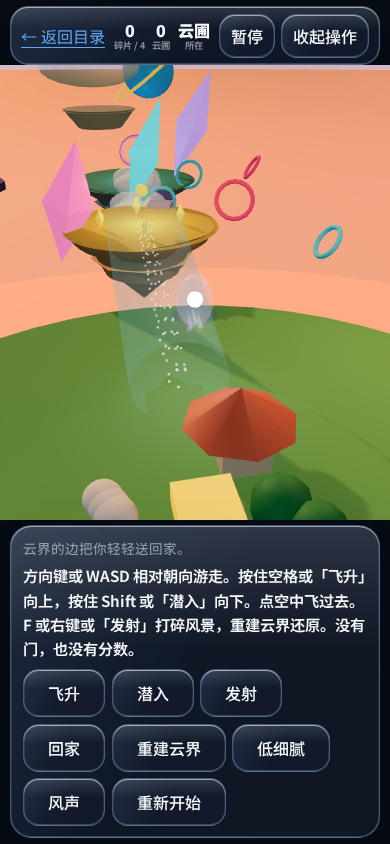 ← 返回目录
0 0 云圃
碎片 / 4 云圃 所在
暂停
收起操作
云界的边把你轻轻送回家。
方向键或 WASD 相对朝向游走。按住空格或「飞升」
向上，按住 Shift 或「潜入」向下。点空中飞过去。
F 或右键或「发射」打碎风景，重建云界还原。没有
门，也没有分数。
飞升
潜入
发射
回家
重建云界
低细腻
风声
重新开始